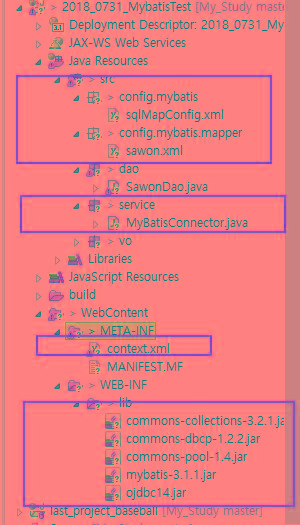 > 2018_0731_MybatisTest [My_Study master]
Deployment Descriptor: 2018_0731_My
JAX-WS Web Services
Java Resources
> src
> config.mybatis
sqlMapConfig.xml
> config.mybatis.mapper
sawon.xml
> dao
> SawonDao.java
> service
> MyBatisConnector.java
> vo
Libraries
JavaScript Resources
build
> WebContent
> META-INF
context.xml
MANIFEST.MF
> WEB-INF
> lib
commons-collections-3.2.1.ja
commons-dbcp-1.2.2.jar
commons-pool-1.4.jar
mybatis-3.1.1.jar
ojdbc14.jar
last_project_baseball [My_Study master]